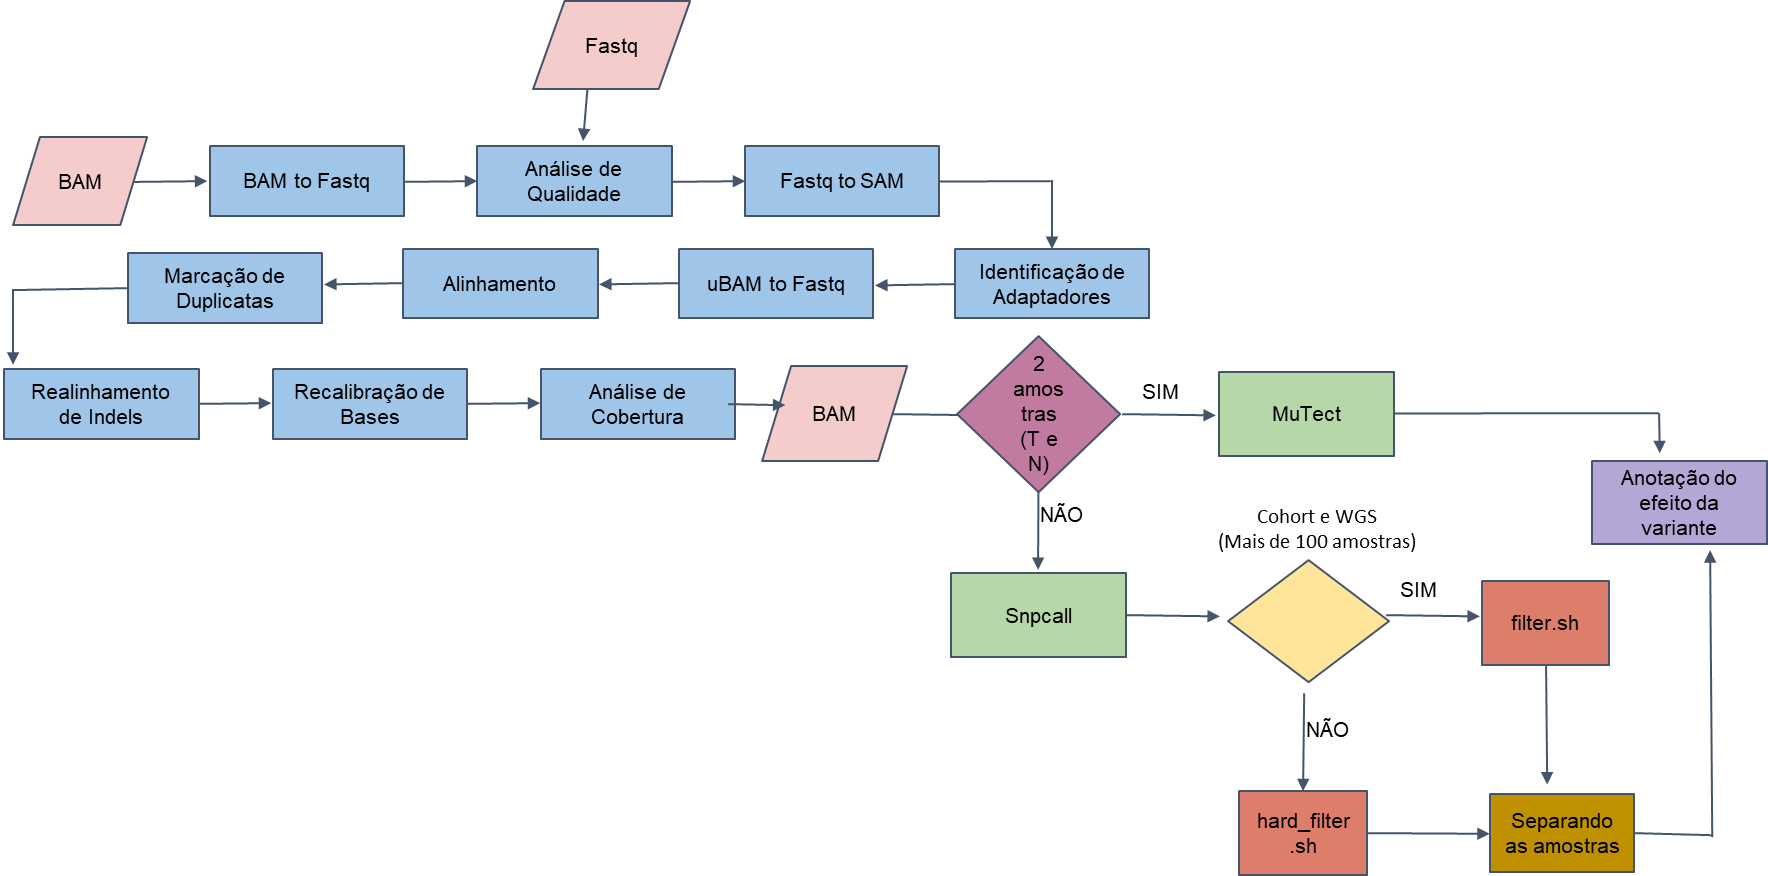 Fastq
BAM
BAM to Fastq
Análise de
Qualidade
Fastq to SAM
Marcação de
Duplicatas
Alinhamento
uBAM to Fastq
Identificação de
Adaptadores
Realinhamento
de Indels
Recalibração de
Bases
Análise de
Cobertura
BAM
2
amos
tras
(T e
N)
SIM
MuTect
Anotação do
efeito da
variante
NÃO
Cohort e WGS
(Mais de 100 amostras)
Snpcall
SIM
filter.sh
NÃO
hard_filter
.sh
Separando
as amostras